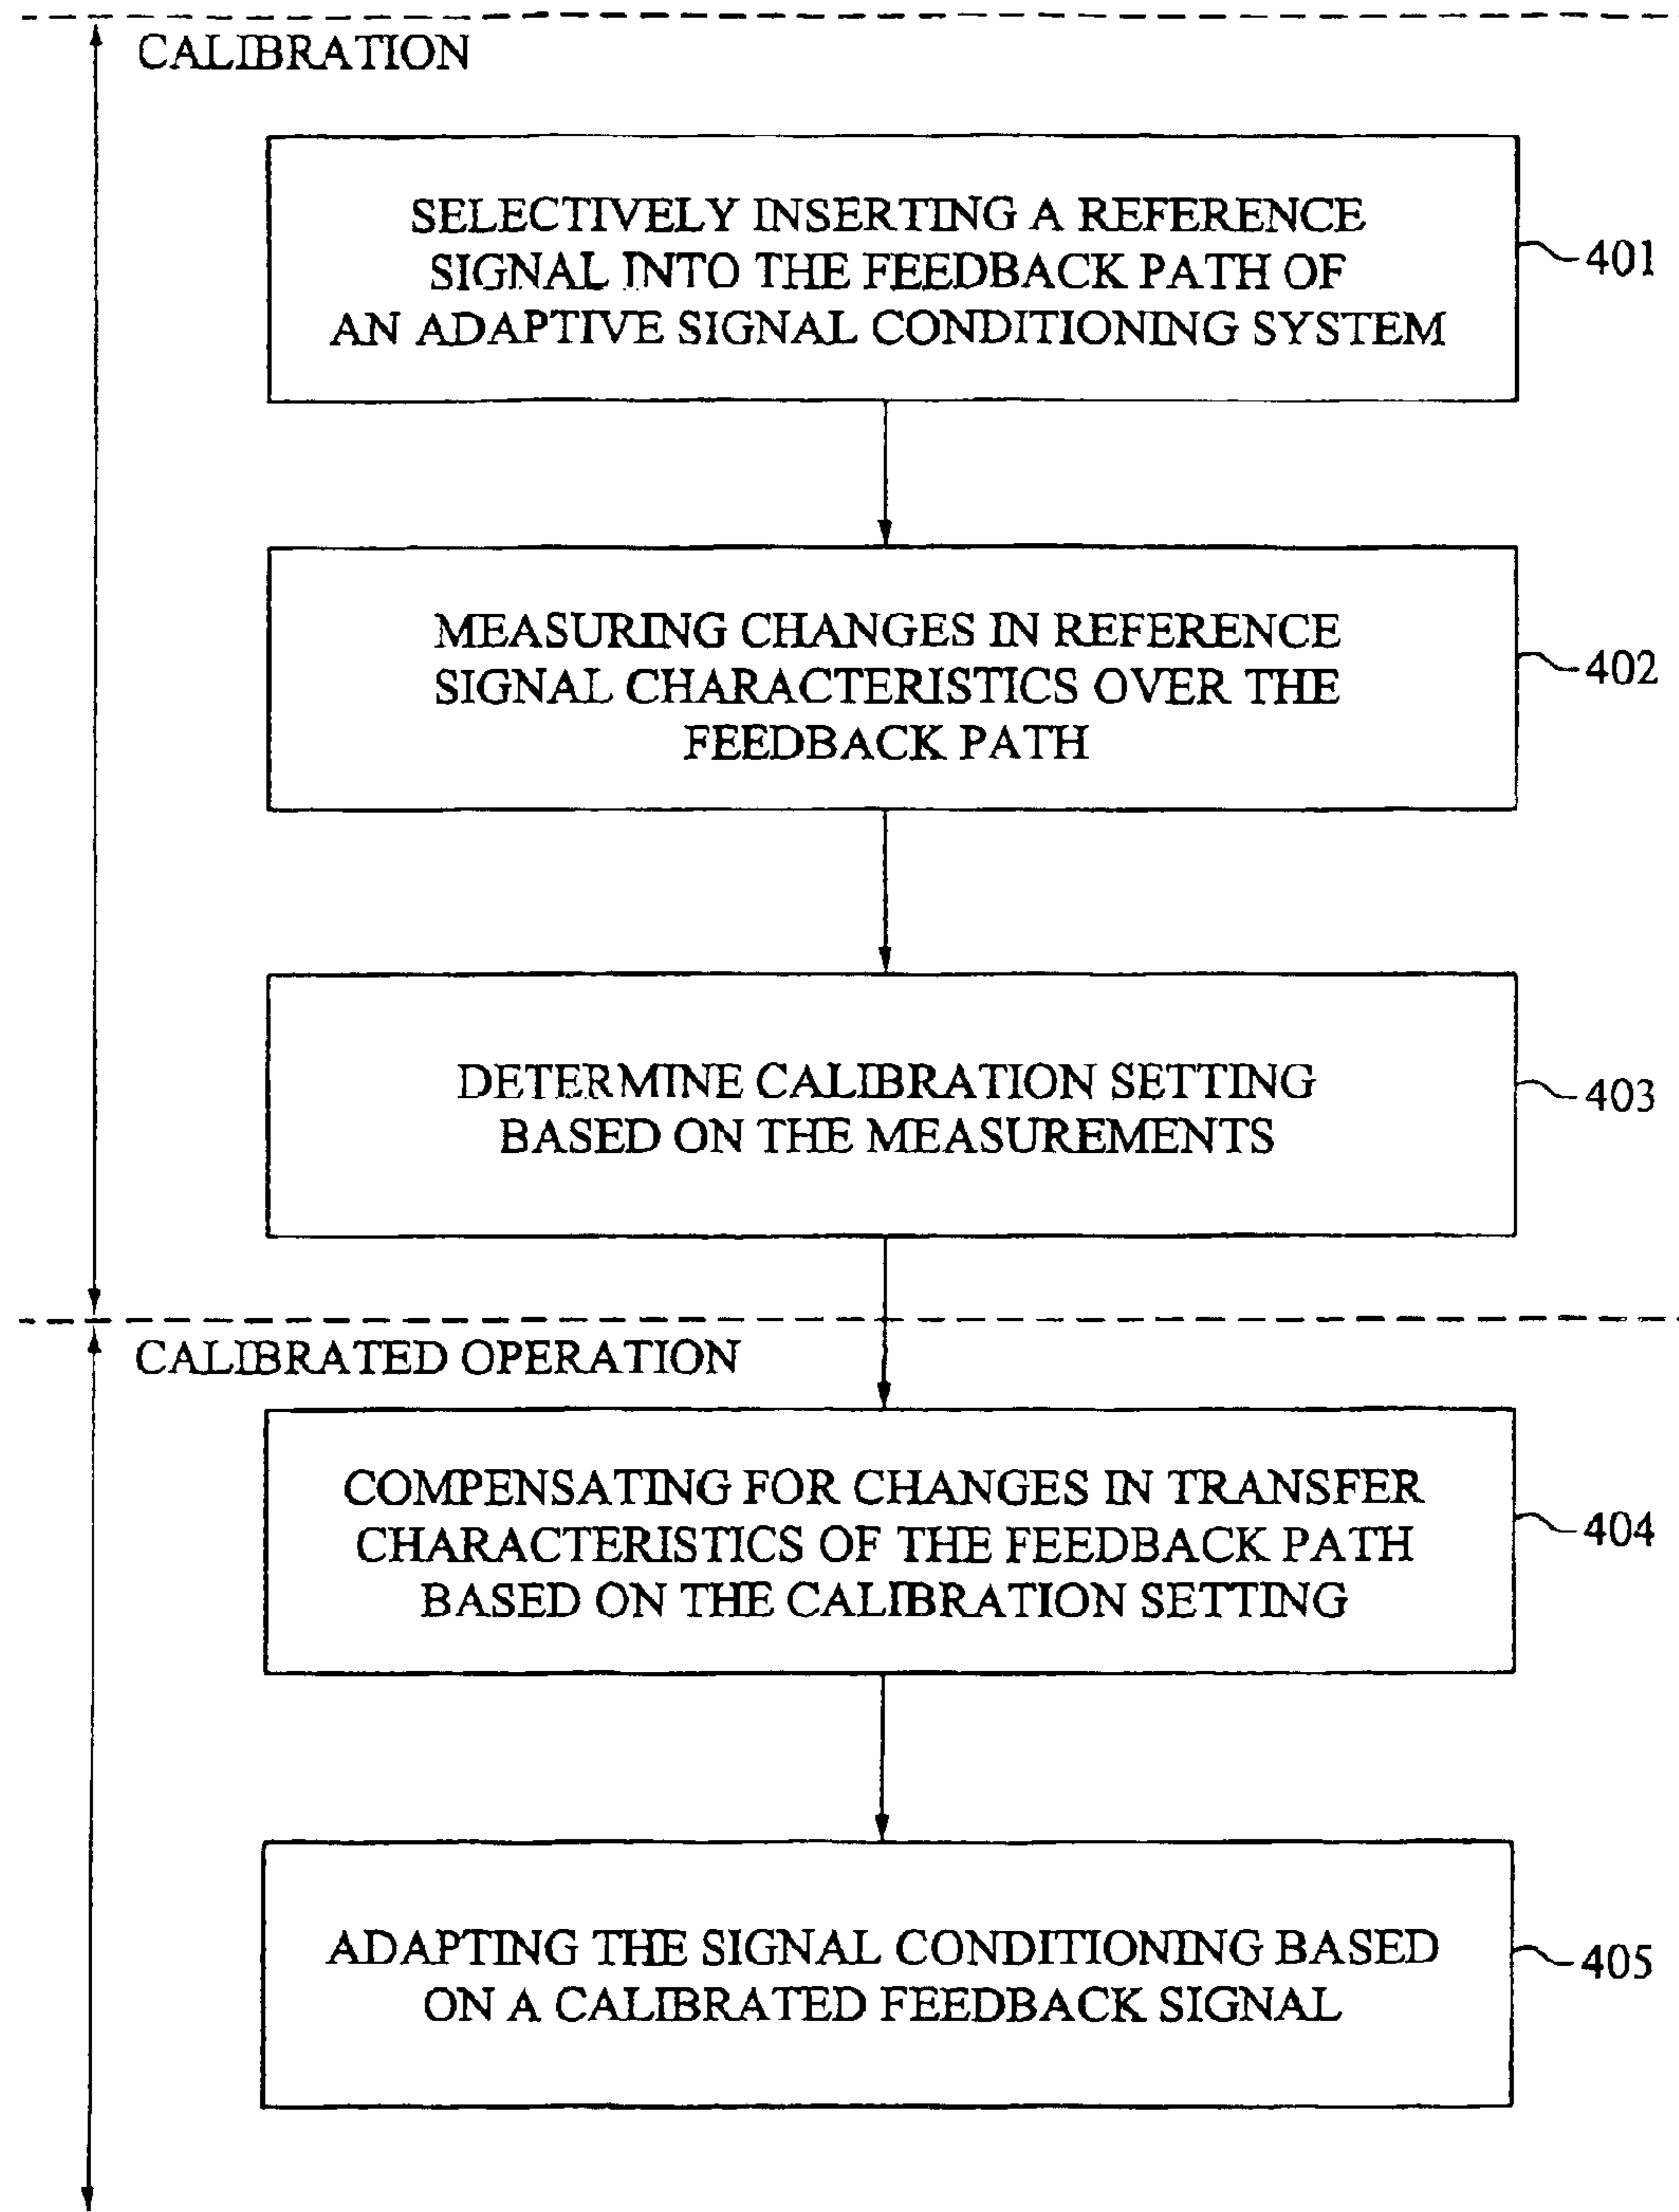 CALIBRATION
SELECTIVELY INSERTING A REFERENCE
SIGNAL INTO THE FEEDBACK PATH OF
AN ADAPTIVE SIGNAL CONDITIONING SYSTEM
401
MEASURING CHANGES IN REFERENCE
SIGNAL CHARACTERISTICS OVER THE
FEEDBACK PATH
402
DETERMINE CALIBRATION SETTING
BASED ON THE MEASUREMENTS
403
CALIBRATED OPERATION
COMPENSATING FOR CHANGES IN TRANSFER
CHARACTERISTICS OF THE FEEDBACK PATH
BASED ON THE CALIBRATION SETTING
404
ADAPTING THE SIGNAL CONDITIONING BASED
ON A CALIBRATED FEEDBACK SIGNAL
405